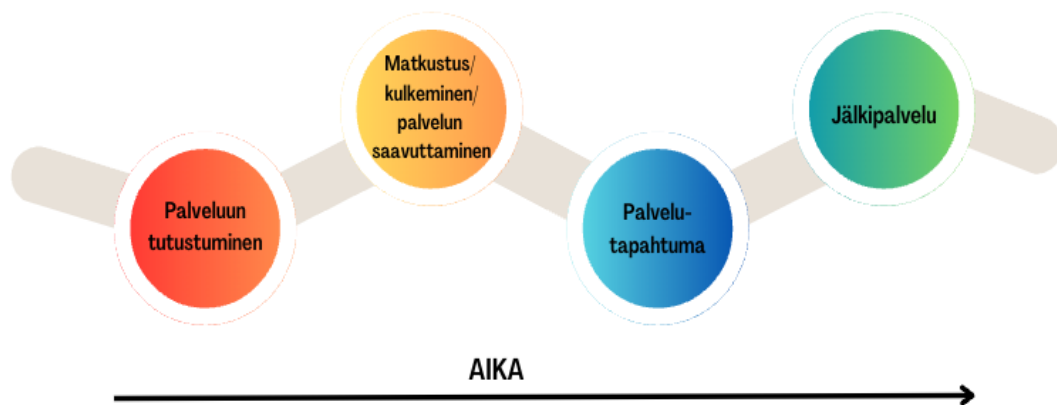 Palveluun
tutustuminen
Matkustus/
kulkeminen/
palvelun
saavuttaminen
Palvelu-
tapahtuma
Jälkipalvelu
AIKA